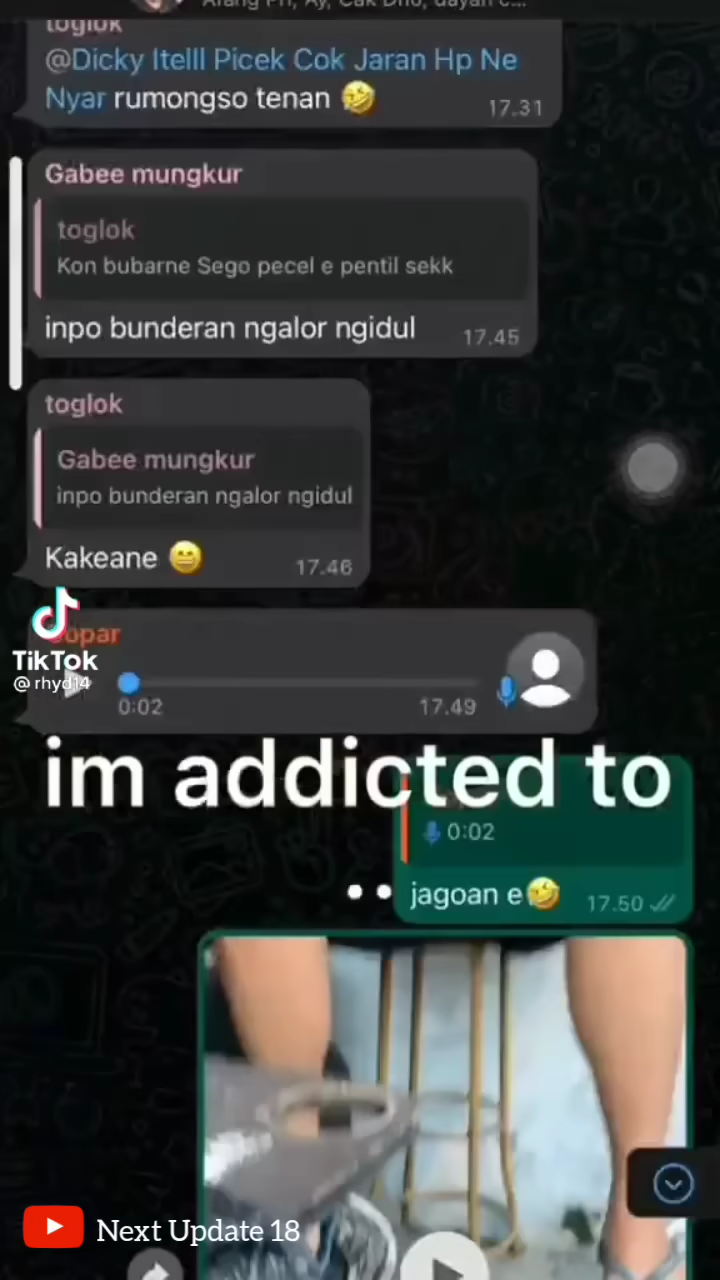 toglok
@Dicky Itelll Picek Cok Jaran Hp Ne
Nyar rumongso tenan 🤣
17.31
Gabee mungkur
toglok
Kon bubarne Sego pecel e pentil sekk
inpo bunderan ngalor ngidul
17.45
toglok
Gabee mungkur
inpo bunderan ngalor ngidul
Kakeane 😄
17.46
TikTok
@rhyd14
0:02
17.49
im addicted to
0:02
jagoan e🤣
17.50
Next Update 18